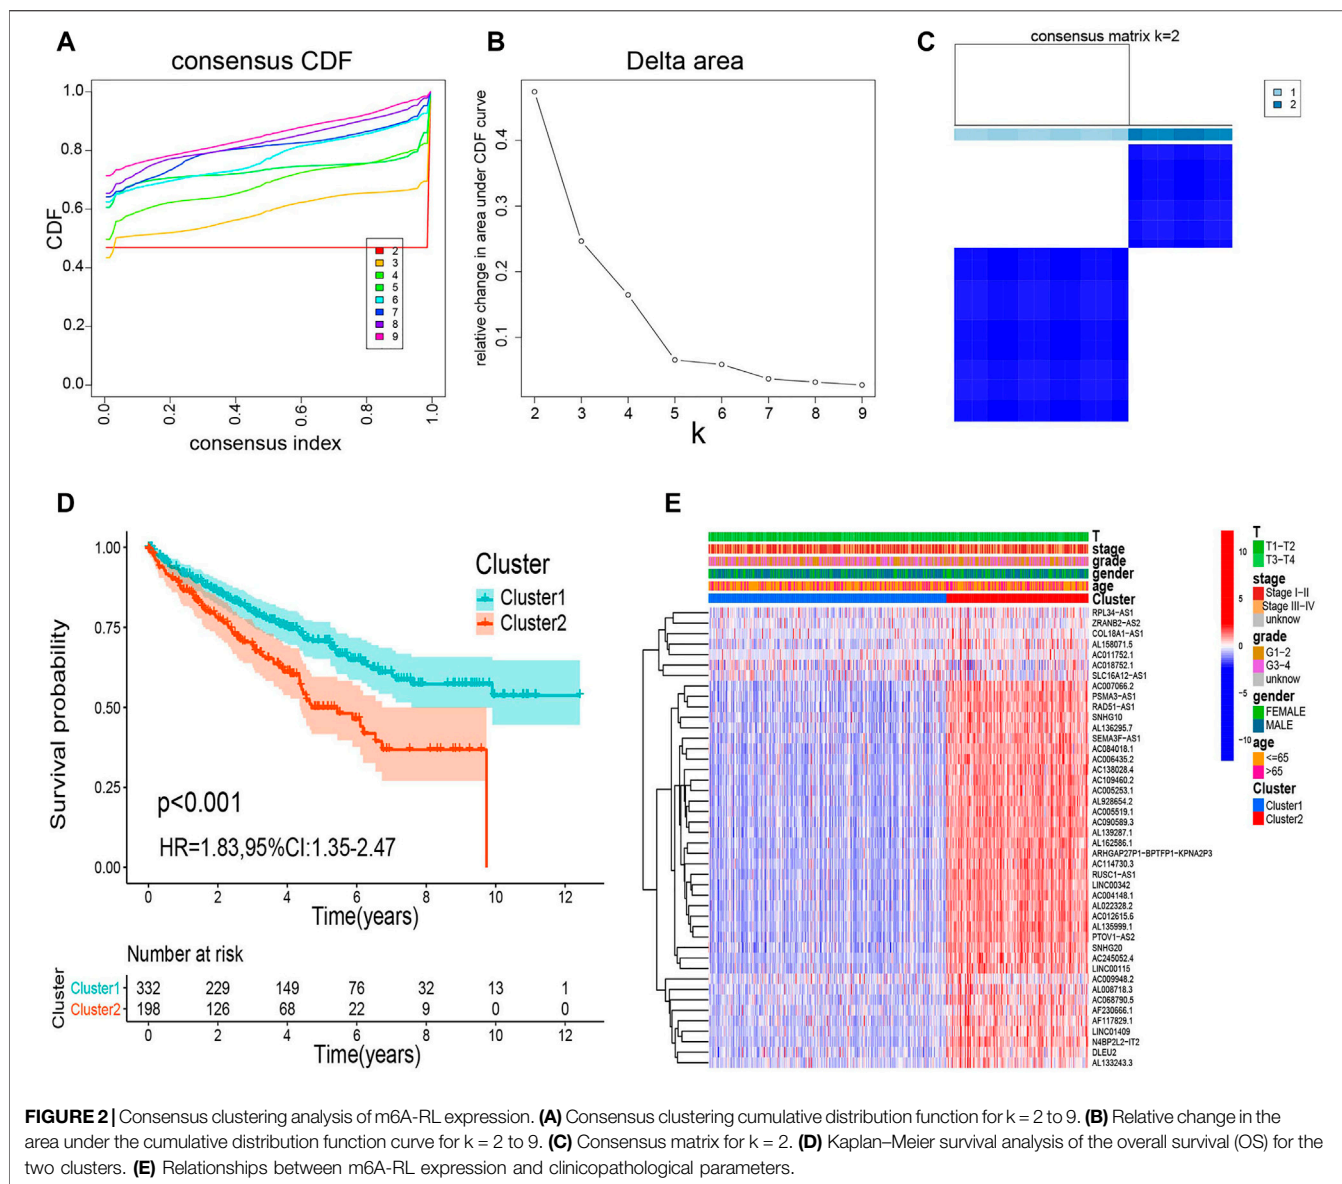 A
consensus CDF
CDF
1.0
0.8
0.6
0.4
0.2
0.0
0.0
0.2
0.4
0.6
0.8
1.0
consensus index
2
3
4
5
6
7
8
9
B
Delta area
relative change in area under CDF curve
0.4
0.3
0.2
0.1
2
3
4
5
6
7
8
9
k
C
consensus matrix k=2
1
2
D
Survival probability
1.00
0.75
0.50
0.25
0.00
Cluster
Cluster1
Cluster2
p<0.001
HR=1.83,95%CI:1.35-2.47
0 2 4 6 8 10 12
Time(years)
Number at risk
Cluster
Cluster1 332 229 149 76 32 13 1
Cluster2 198 126 68 22 9 0 0
0 2 4 6 8 10 12
Time(years)
E
T
stage
grade
gender
age
Cluster
RPL34-AS1
ZRANB2-AS2
COL18A1-AS1
AL158071.5
AC011752.1
AC018752.1
SLC16A12-AS1
AC007066.2
PSMA3-AS1
RAD51-AS1
SNHG10
AL136295.7
SEMA3F-AS1
AC084018.1
AC006435.2
AC138028.4
AC109460.2
AC005253.1
AL928654.2
AC005519.1
AC090589.3
AL139287.1
AL162586.1
ARHGAP27P1-BPTFP1-KPNA2P3
AC114730.3
RUSC1-AS1
LINC00342
AC004148.1
AL022328.2
AC012615.6
AL135999.1
PTOV1-AS2
SNHG20
AC245052.4
LINC00115
AC009948.2
AL008718.3
AC068790.5
AF230666.1
AF117829.1
LINC01409
N4BP2L2-IT2
DLEU2
AL133243.3
10
5
0
−5
−10
T
T1-T2
T3-T4
stage
Stage I-II
Stage III-IV
unknow
grade
G1-2
G3-4
unknow
gender
FEMALE
MALE
age
<=65
>65
Cluster
Cluster1
Cluster2
FIGURE 2 | Consensus clustering analysis of m6A-RL expression. (A) Consensus clustering cumulative distribution function for k = 2 to 9. (B) Relative change in the
area under the cumulative distribution function curve for k = 2 to 9. (C) Consensus matrix for k = 2. (D) Kaplan–Meier survival analysis of the overall survival (OS) for the
two clusters. (E) Relationships between m6A-RL expression and clinicopathological parameters.